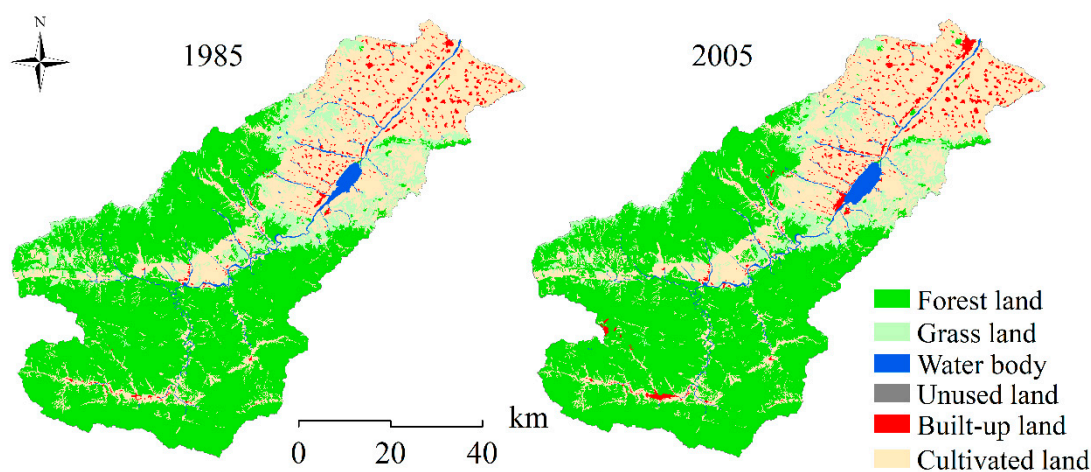 N
1985
2005
Forest land
Grass land
Water body
Unused land
Built-up land
Cultivated land
km
0 20 40